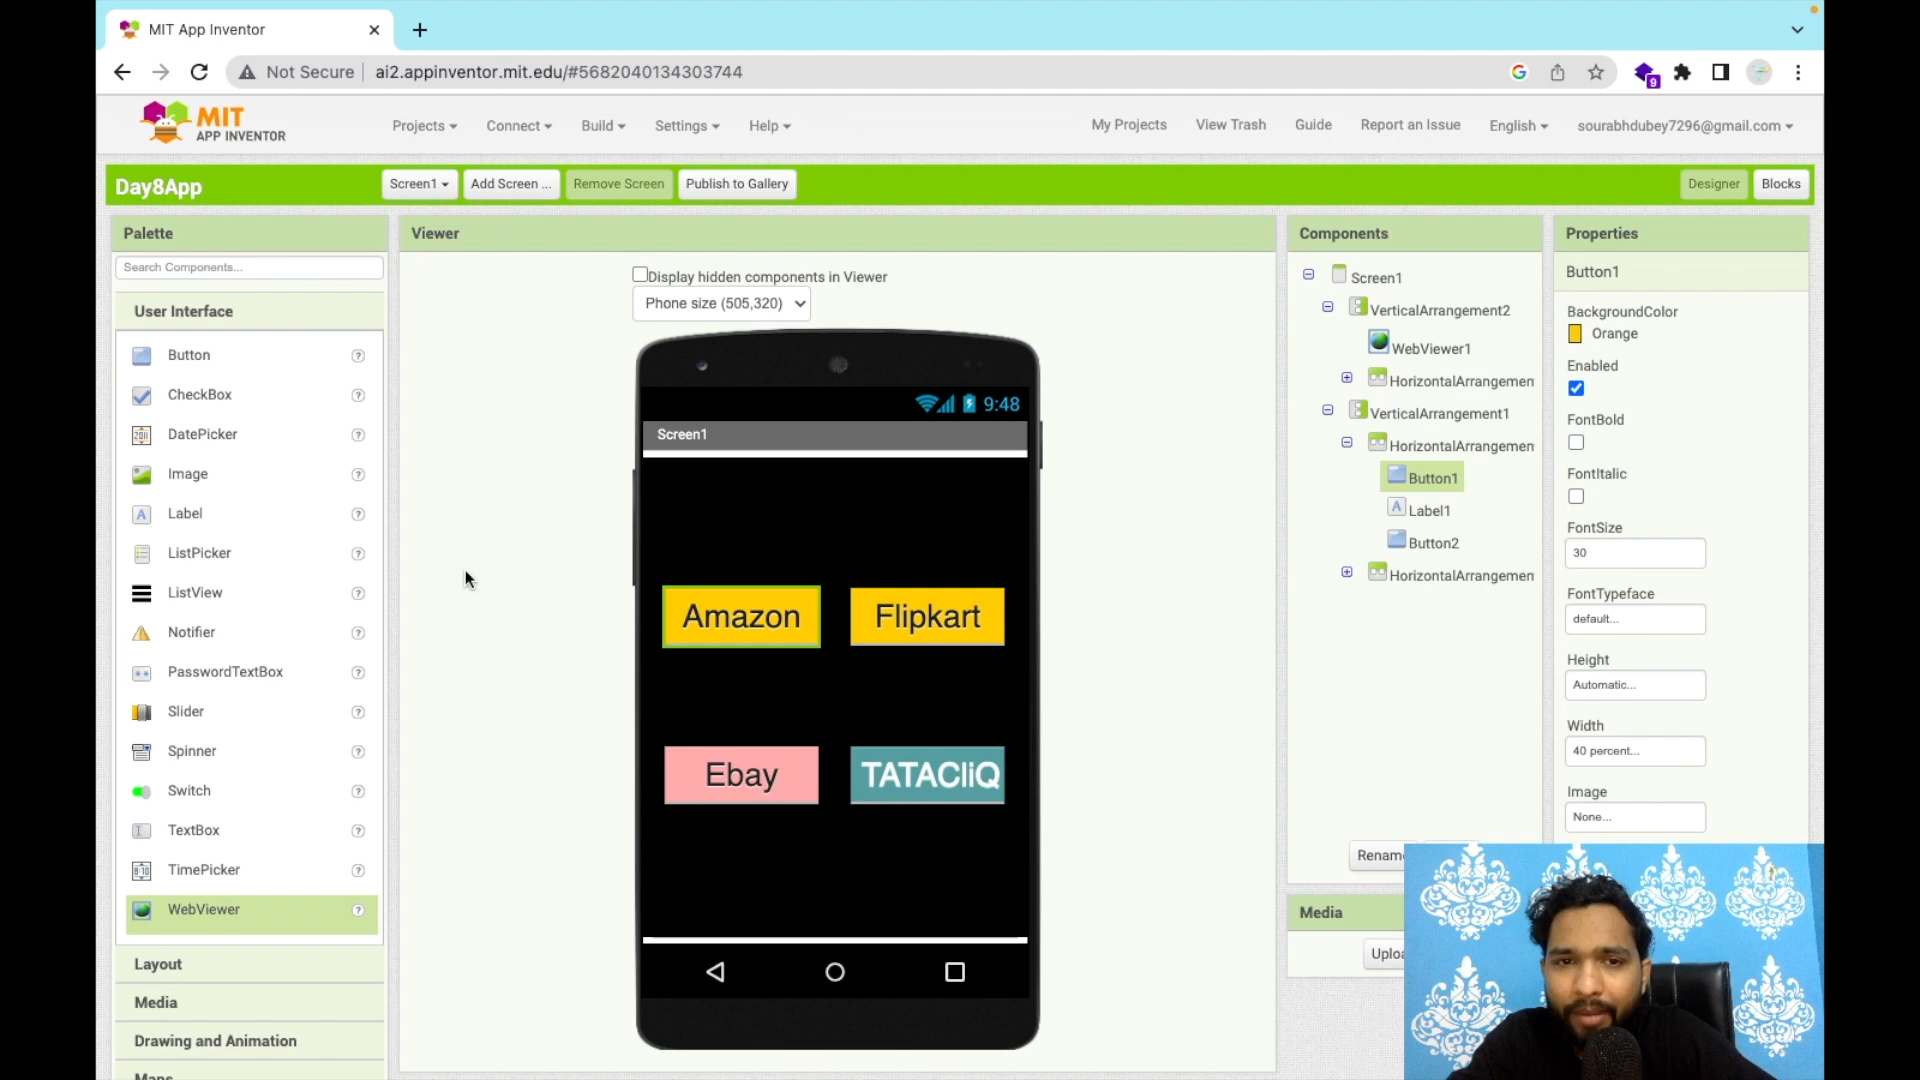 MIT App Inventor
Not Secure
ai2.appinventor.mit.edu/#5682040134303744
9
MIT
APP INVENTOR
Projects
Connect
Build
Settings
Help
My Projects
View Trash
Guide
Report an Issue
English
sourabhdubey7296@gmail.com
Day8App
Screen1
Add Screen ...
Remove Screen
Publish to Gallery
Designer
Blocks
Palette
Search Components...
User Interface
Button
CheckBox
DatePicker
Image
Label
ListPicker
ListView
Notifier
PasswordTextBox
Slider
Spinner
Switch
TextBox
TimePicker
WebViewer
Layout
Media
Drawing and Animation
Maps
Viewer
Display hidden components in Viewer
Phone size (505,320)
9:48
Screen1
Amazon
Flipkart
Ebay
TATACliQ
Components
Screen1
VerticalArrangement2
WebViewer1
HorizontalArrangemen
VerticalArrangement1
HorizontalArrangemen
Button1
Label1
Button2
HorizontalArrangemen
Renam
Media
Uplo
Properties
Button1
BackgroundColor
Orange
Enabled
FontBold
FontItalic
FontSize
30
FontTypeface
default...
Height
Automatic...
Width
40 percent...
Image
None...